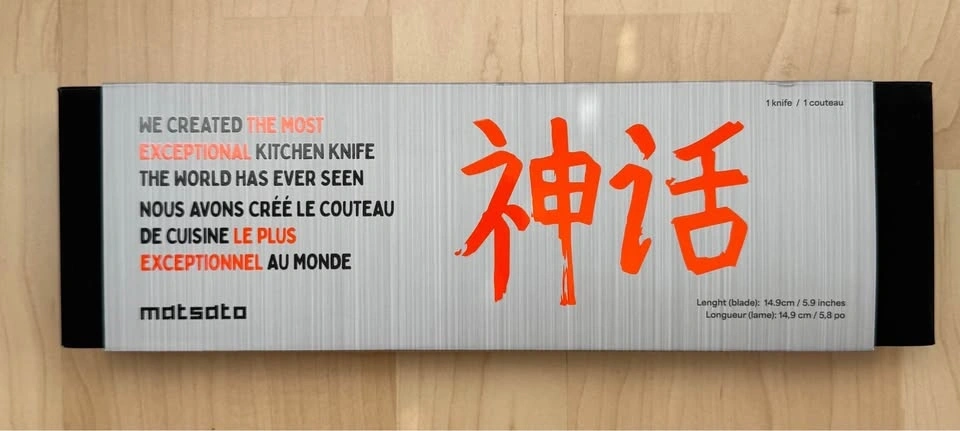 1 knife / 1 couteau
WE CREATED THE MOST
EXCEPTIONAL KITCHEN KNIFE
THE WORLD HAS EVER SEEN
NOUS AVONS CRÉÉ LE COUTEAU
DE CUISINE LE PLUS
EXCEPTIONNEL AU MONDE
matsato
神话
Lenght (blade): 14.9cm / 5.9 inches
Longueur (lame): 14,9 cm / 5,8 po